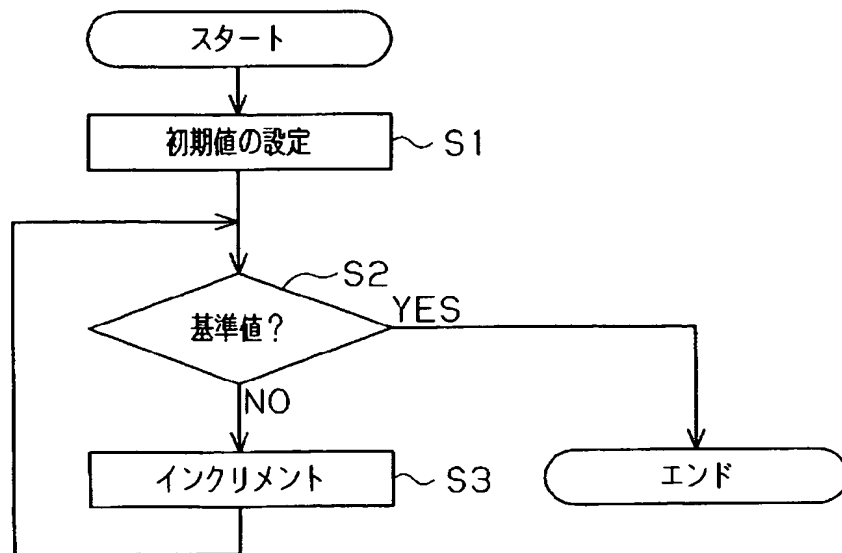 スタート
初期値の設定
S1
S2
基準値?
YES
NO
インクリメント
S3
エンド